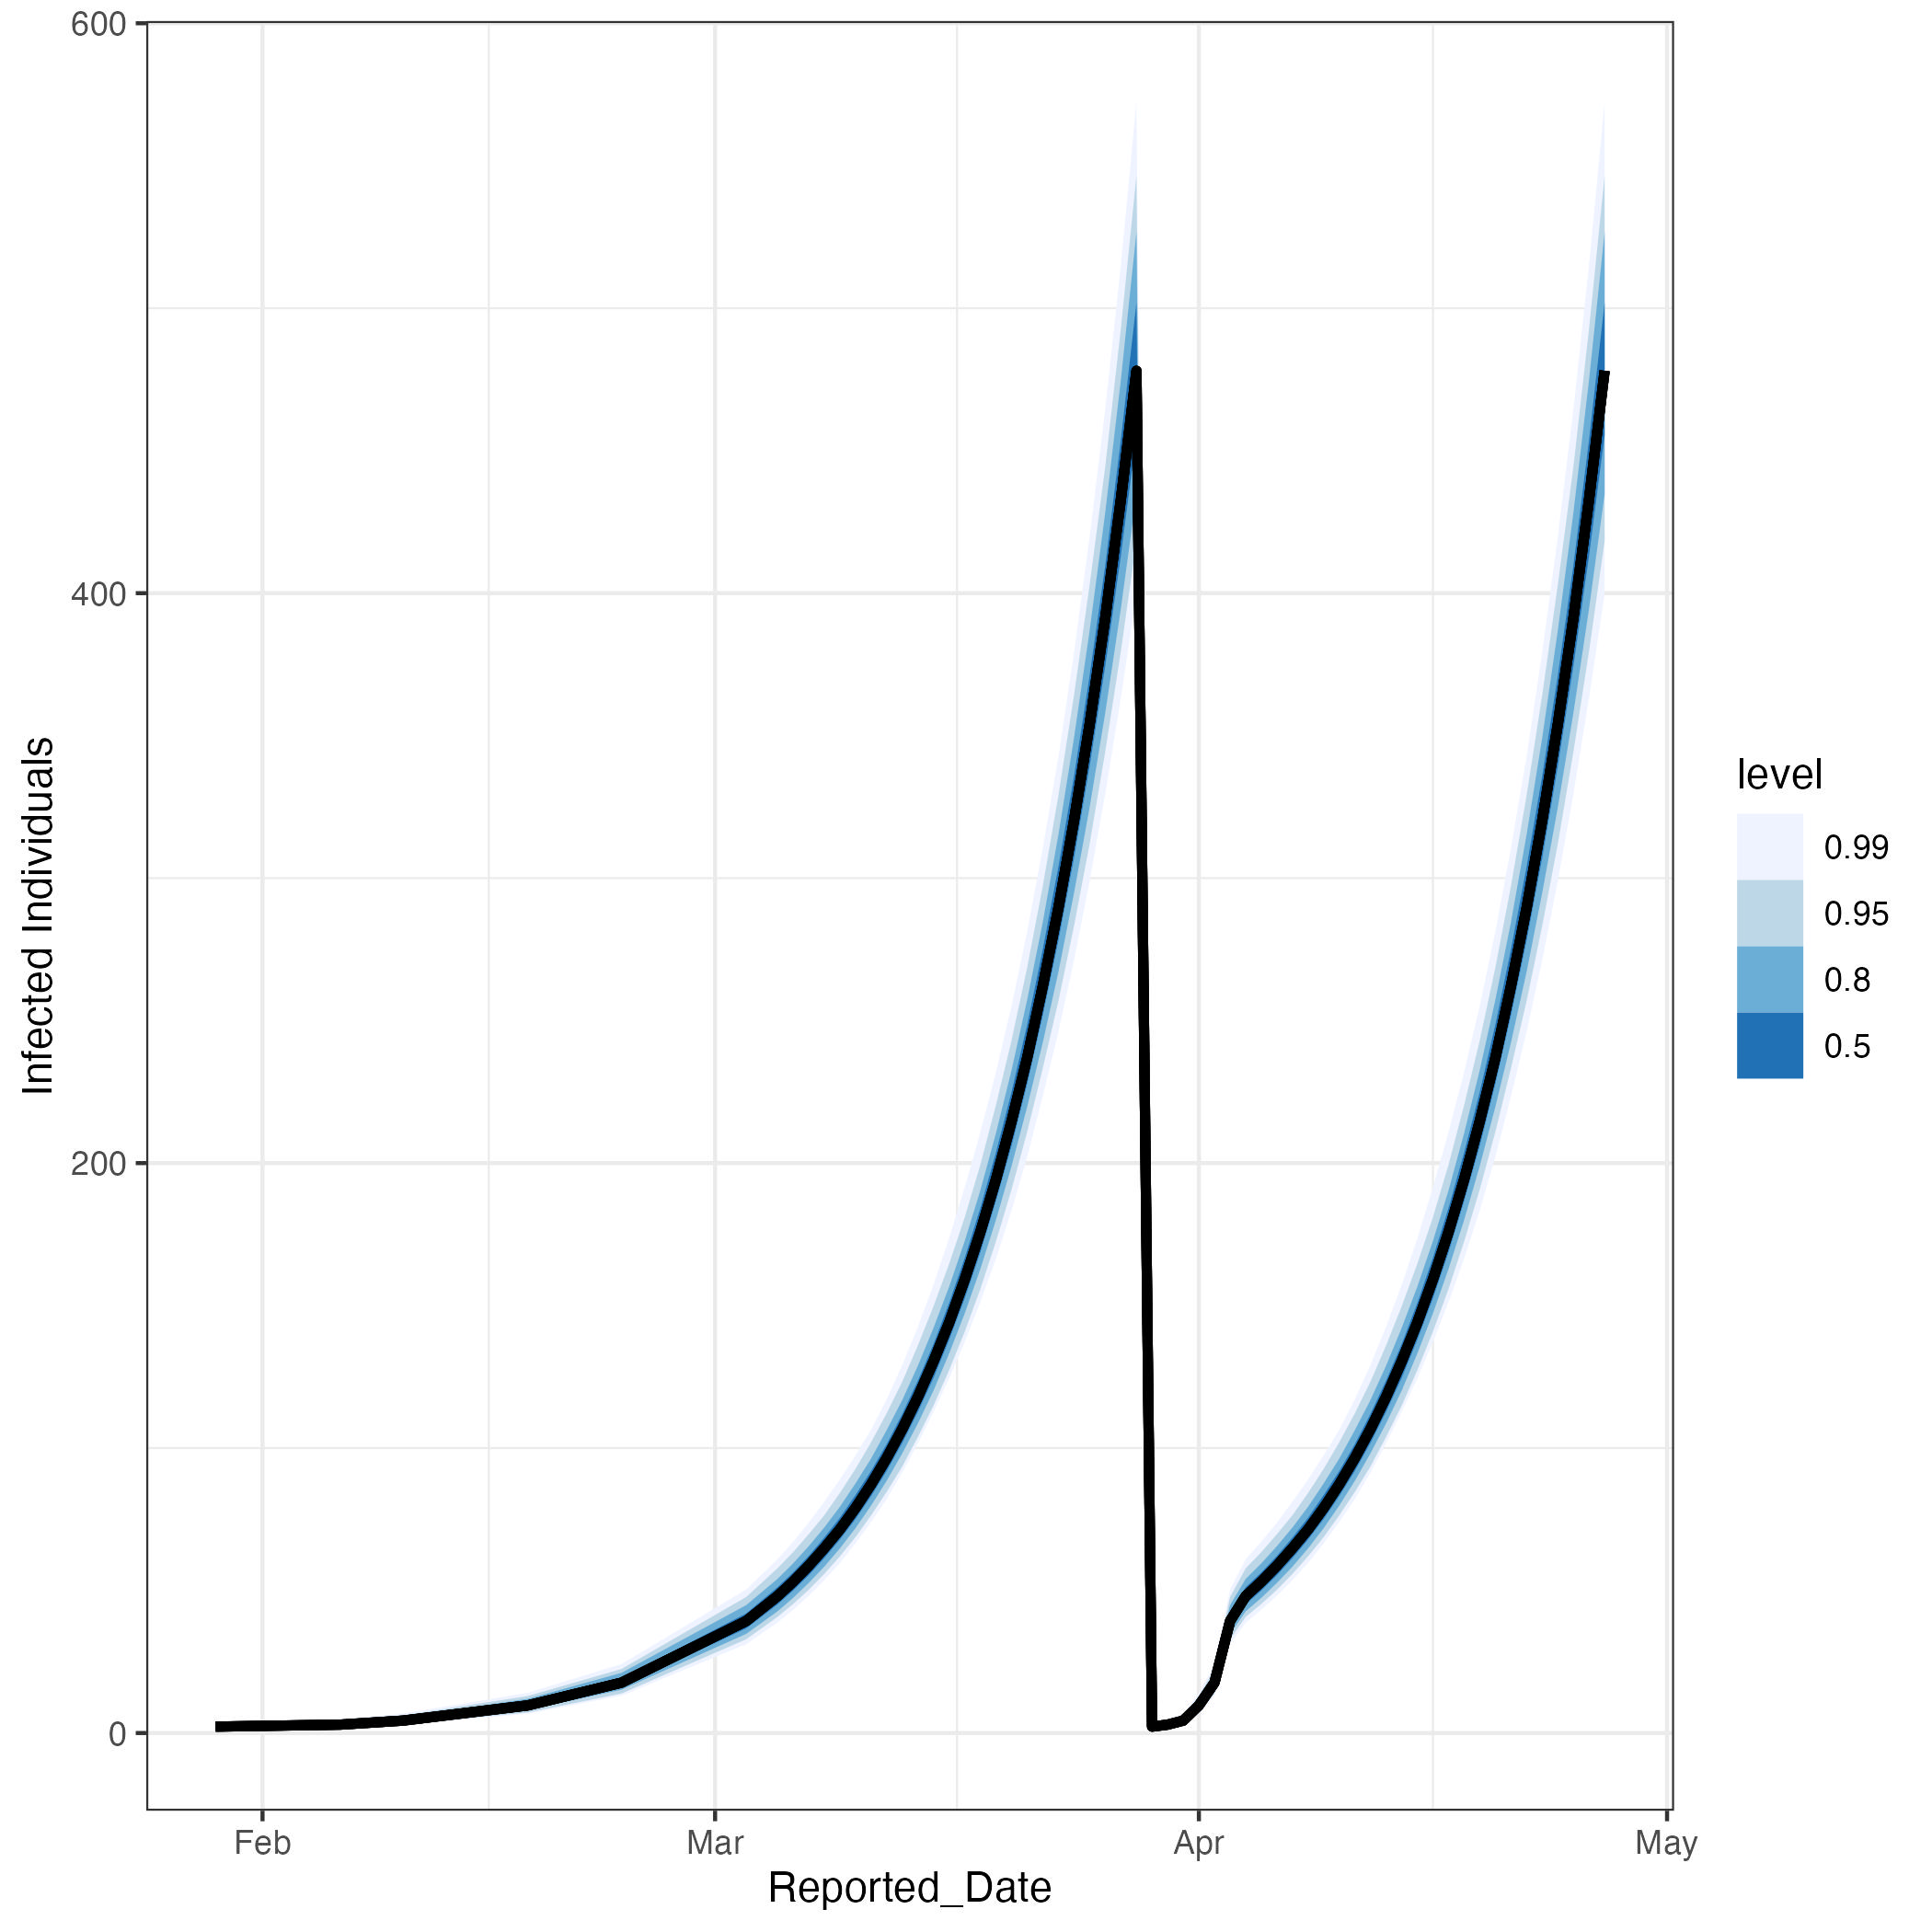 600
400
200
0
Infected Individuals
Feb
Mar
Apr
May
Reported_Date
level
0.99
0.95
0.8
0.5